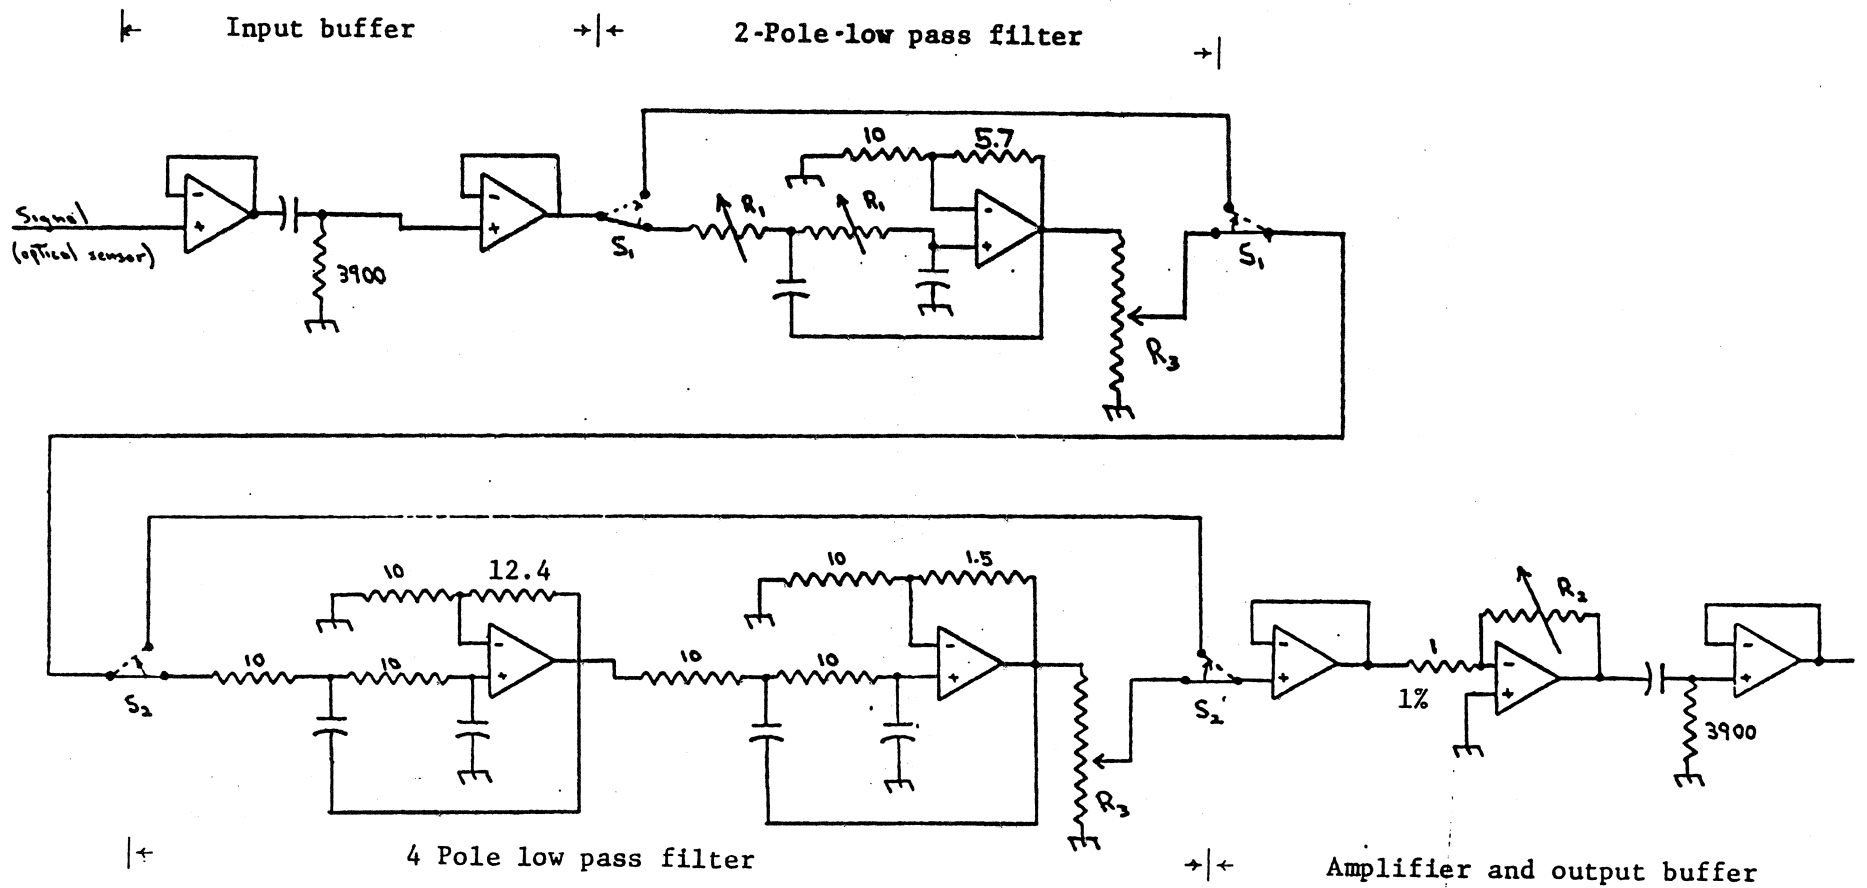 Input buffer
2-Pole-low pass filter
10
5.7
Signal
(optical sensor)
3900
S1
R1
R1
S1
R3
10
12.4
10
1.5
10
10
10
10
S2
S2
R3
1
1%
R2
3900
4 Pole low pass filter
Amplifier and output buffer